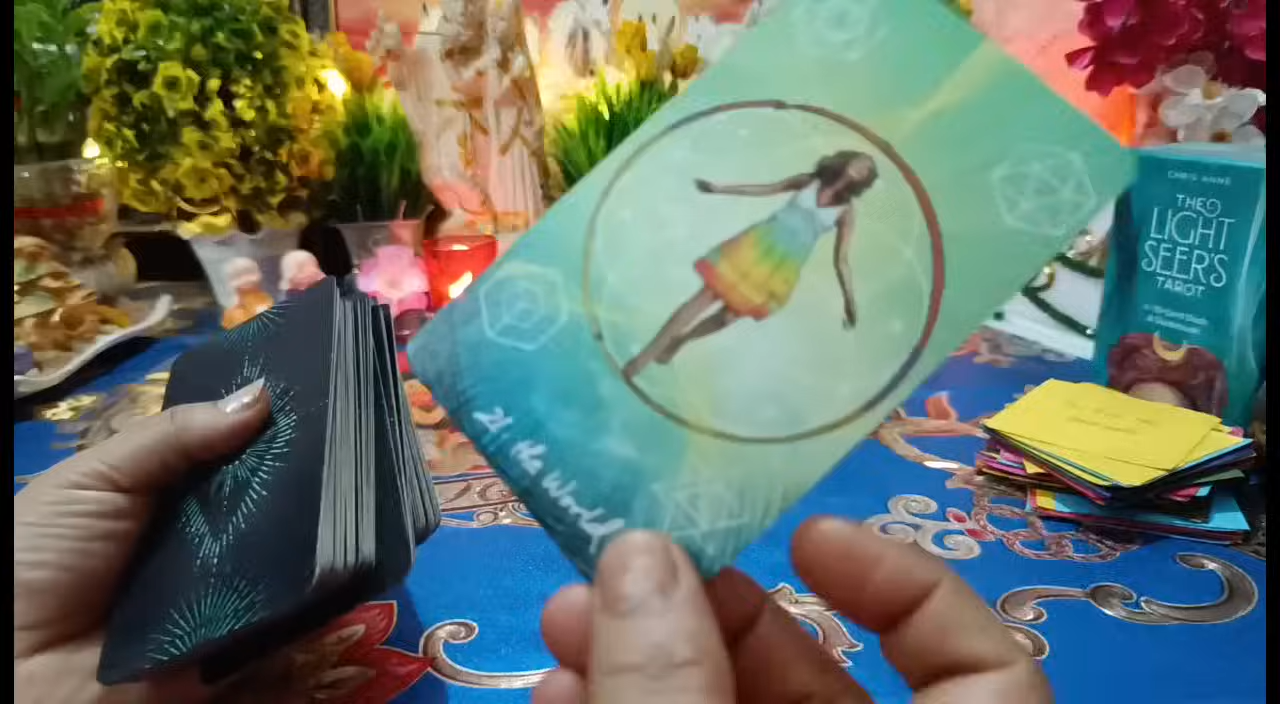 21. the World
CHRIS-ANNE
THE
LIGHT
SEER'S
TAROT